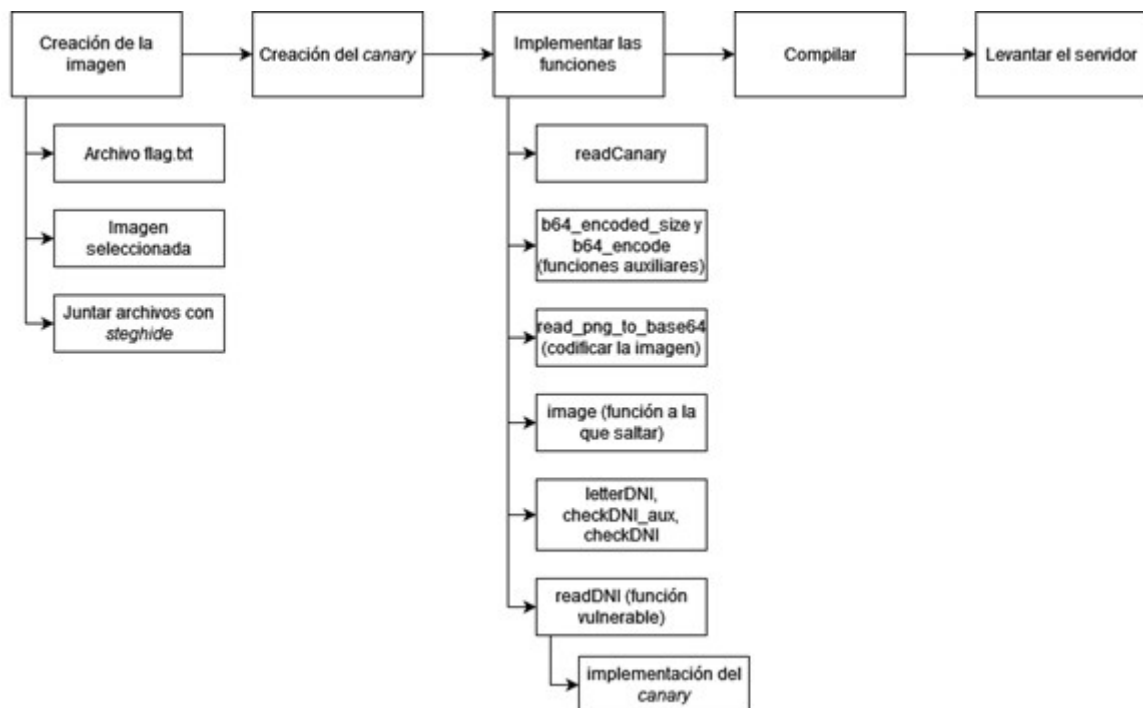 Creación de la
imagen
Creación del canary
Implementar las
funciones
Compilar
Levantar el servidor
Archivo flag.txt
Imagen
seleccionada
Juntar archivos con
steghide
readCanary
b64_encoded_size y
b64_encode
(funciones auxiliares)
read_png_to_base64
(codificar la imagen)
image (función a la
que saltar)
letterDNI,
checkDNI_aux,
checkDNI
readDNI (función
vulnerable)
implementación del
canary